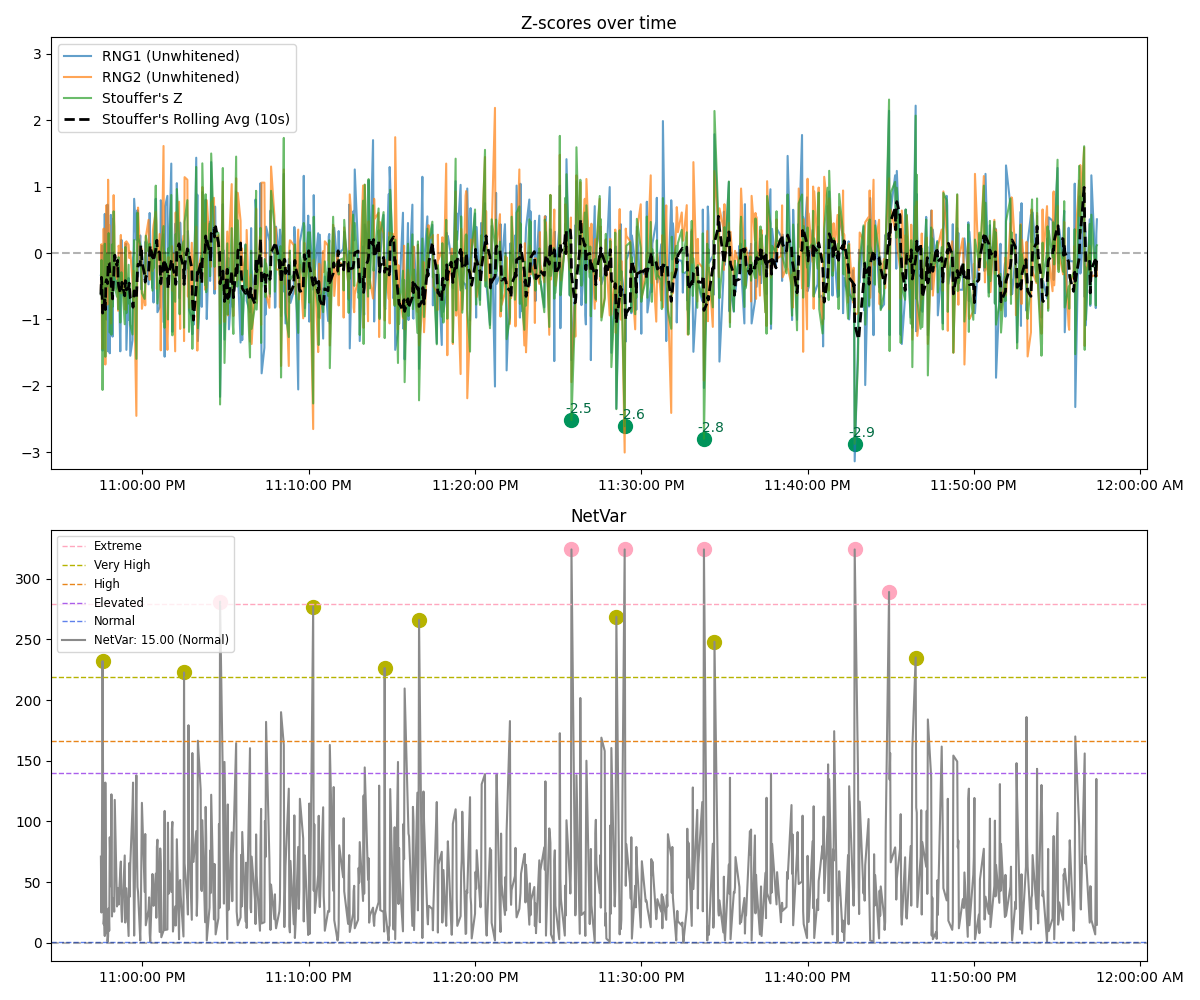 Z-scores over time
3
2
1
0
−1
−2
−3
RNG1 (Unwhitened)
RNG2 (Unwhitened)
Stouffer's Z
Stouffer's Rolling Avg (10s)
-2.5
-2.6
-2.8
-2.9
11:00:00 PM
11:10:00 PM
11:20:00 PM
11:30:00 PM
11:40:00 PM
11:50:00 PM
12:00:00 AM
NetVar
300
250
200
150
100
50
0
Extreme
Very High
High
Elevated
Normal
NetVar: 15.00 (Normal)
11:00:00 PM
11:10:00 PM
11:20:00 PM
11:30:00 PM
11:40:00 PM
11:50:00 PM
12:00:00 AM